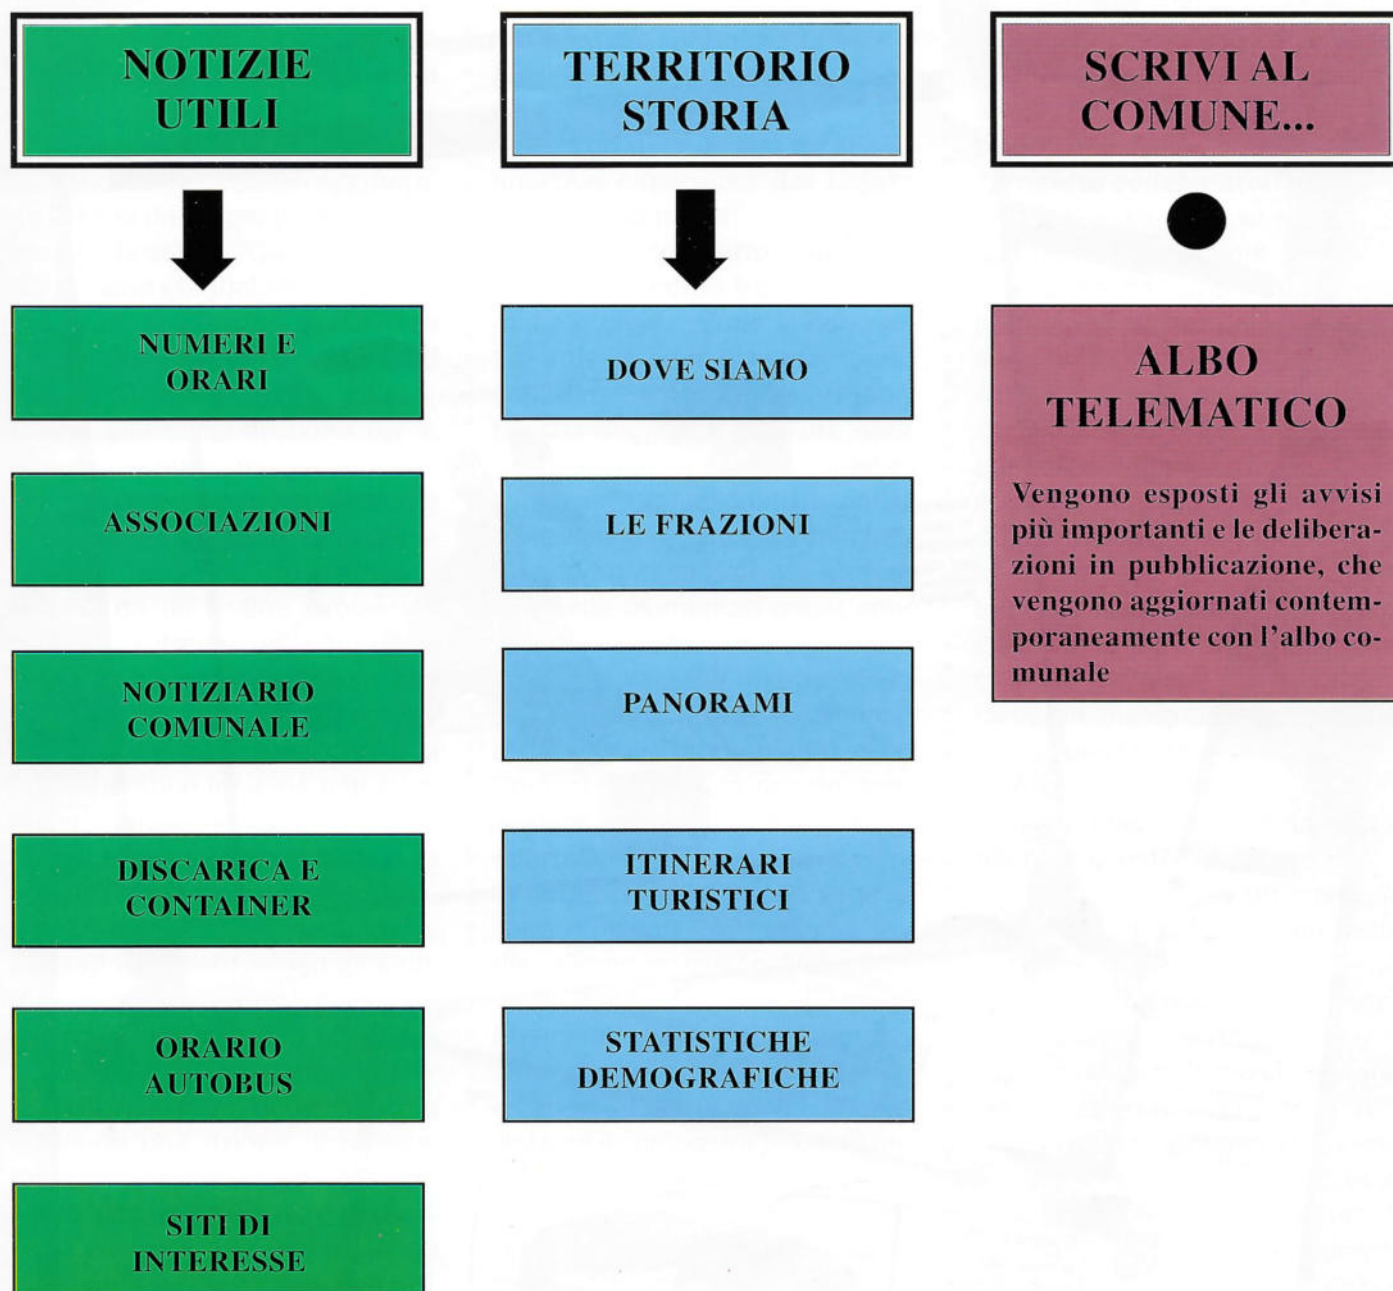 NOTIZIE
UTILI
NUMERI E
ORARI
ASSOCIAZIONI
NOTIZIARIO
COMUNALE
DISCARICA E
CONTAINER
ORARIO
AUTOBUS
SITI DI
INTERESSE
TERRITORIO
STORIA
DOVE SIAMO
LE FRAZIONI
PANORAMI
ITINERARI
TURISTICI
STATISTICHE
DEMOGRAFICHE
SCRIVI AL
COMUNE...
ALBO
TELEMATICO
Vengono esposti gli avvisi
più importanti e le delibera-
zioni in pubblicazione, che
vengono aggiornati contem-
poraneamente con l'albo co-
munale